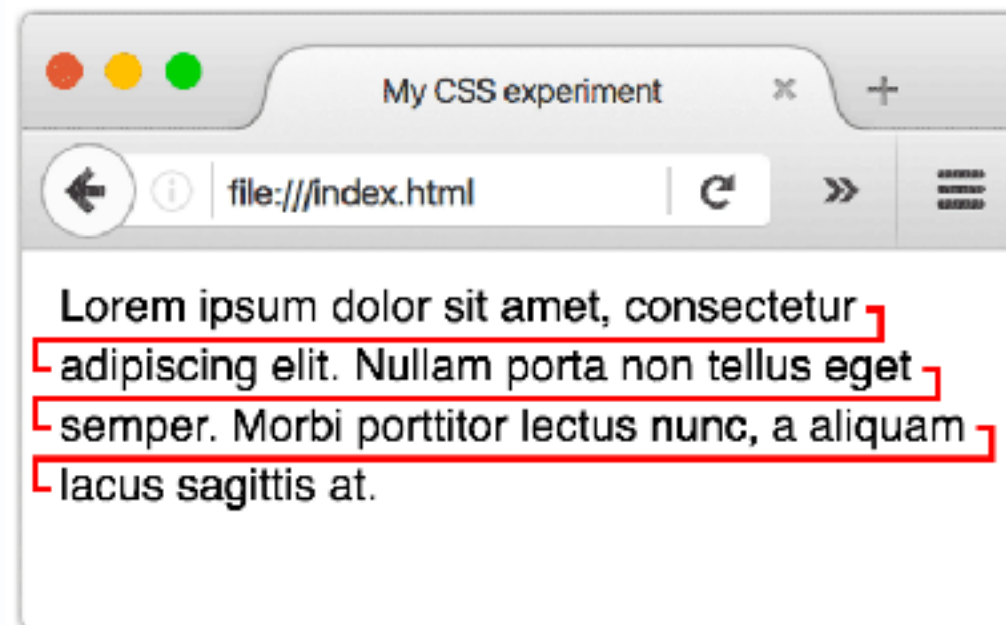 My CSS experiment
file:///index.html
Lorem ipsum dolor sit amet, consectetur
adipiscing elit. Nullam porta non tellus eget
semper. Morbi porttitor lectus nunc, a aliquam
lacus sagittis at.